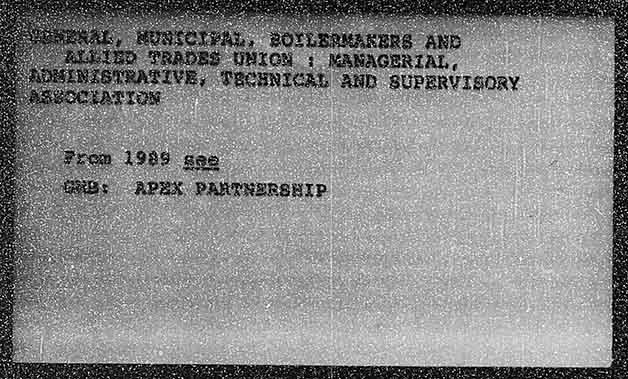 GENERAL, MUNICIPAL, BOILERMAKERS AND
ALLIED TRADES UNION : MANAGERIAL,
ADMINISTRATIVE, TECHNICAL AND SUPERVISORY
ASSOCIATION
From 1989 see
GMB: APEX PARTNERSHIP